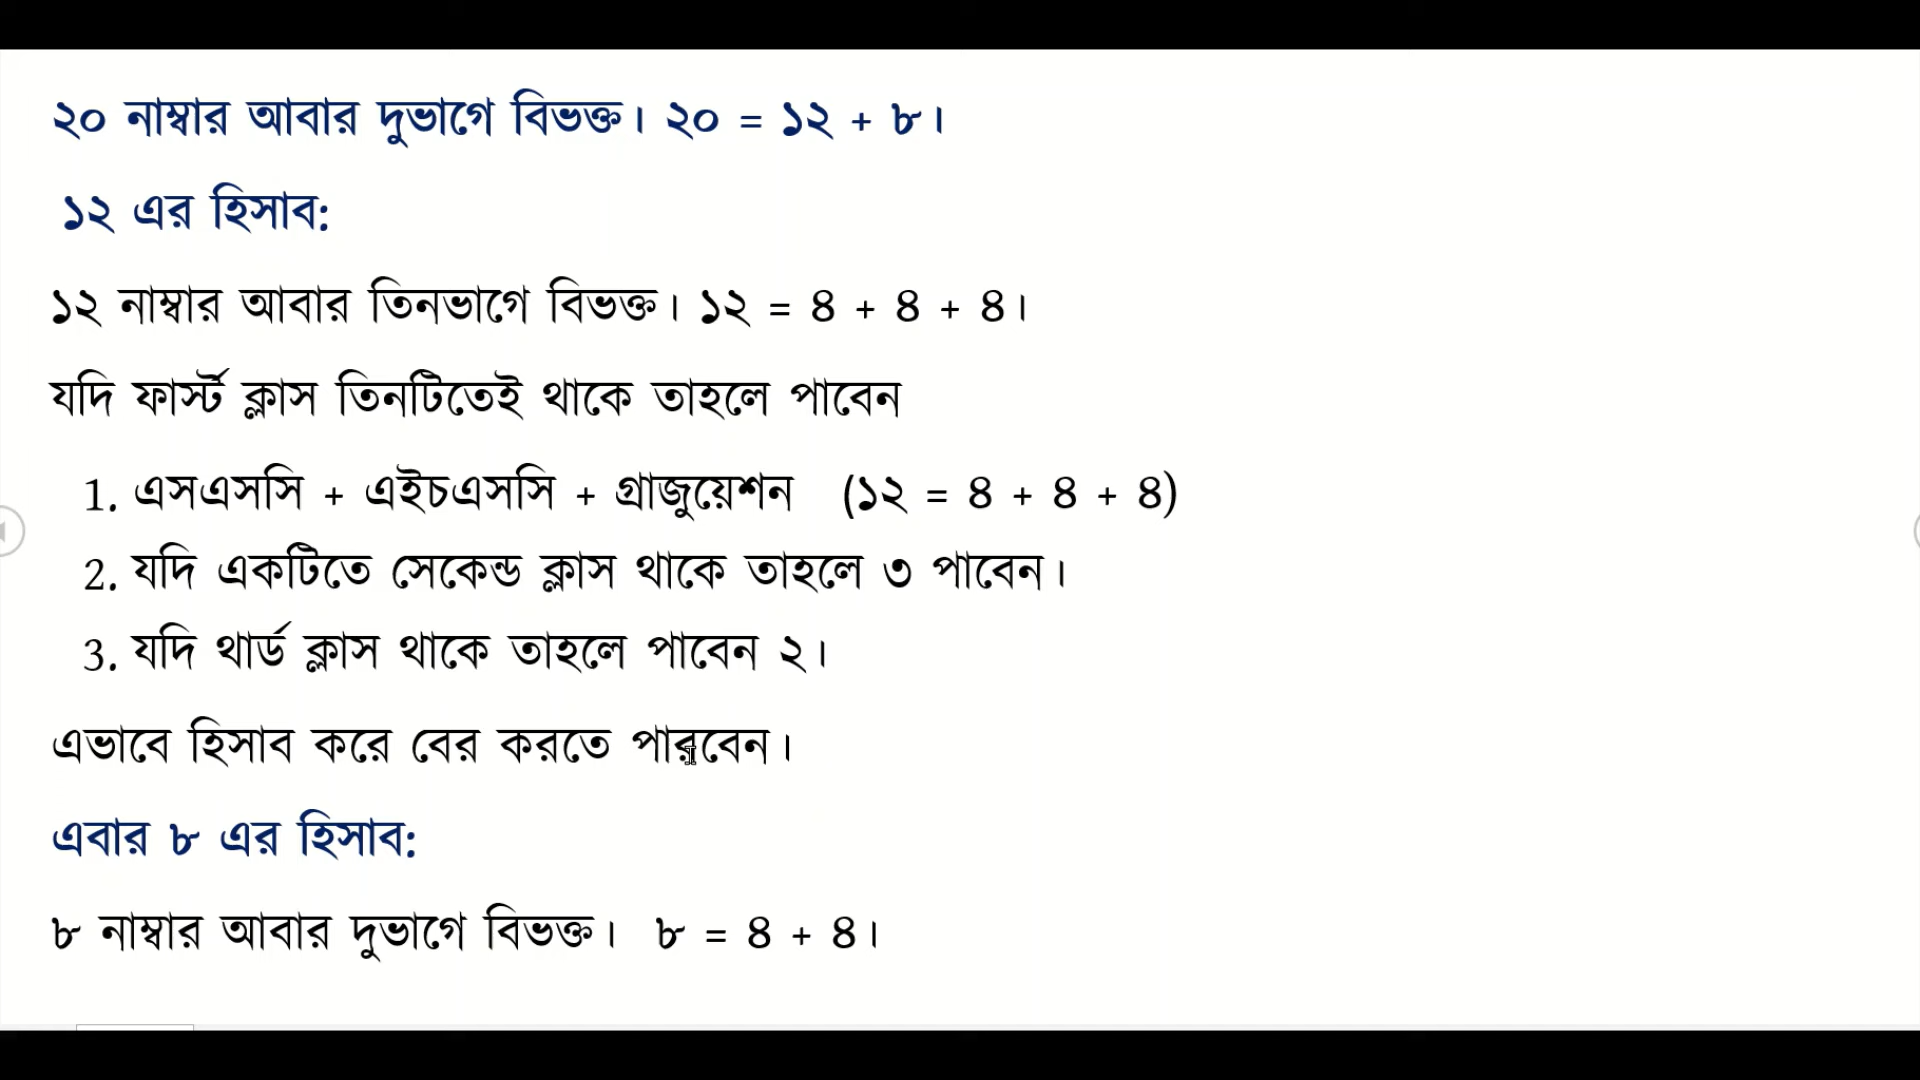 ২০ নাম্বার আবার দুভাগে বিভক্ত। ২০ = ১২ + ৮।
১২ এর হিসাব:
১২ নাম্বার আবার তিনভাগে বিভক্ত। ১২ = ৪ + ৪ + ৪।
যদি ফার্স্ট ক্লাস তিনটিতেই থাকে তাহলে পাবেন
1. এসএসসি + এইচএসসি + গ্রাজুয়েশন (১২ = ৪ + ৪ + ৪)
2. যদি একটিতে সেকেন্ড ক্লাস থাকে তাহলে ৩ পাবেন।
3. যদি থার্ড ক্লাস থাকে তাহলে পাবেন ২।
এভাবে হিসাব করে বের করতে পারবেন।
এবার ৮ এর হিসাব:
৮ নাম্বার আবার দুভাগে বিভক্ত। ৮ = ৪ + ৪।